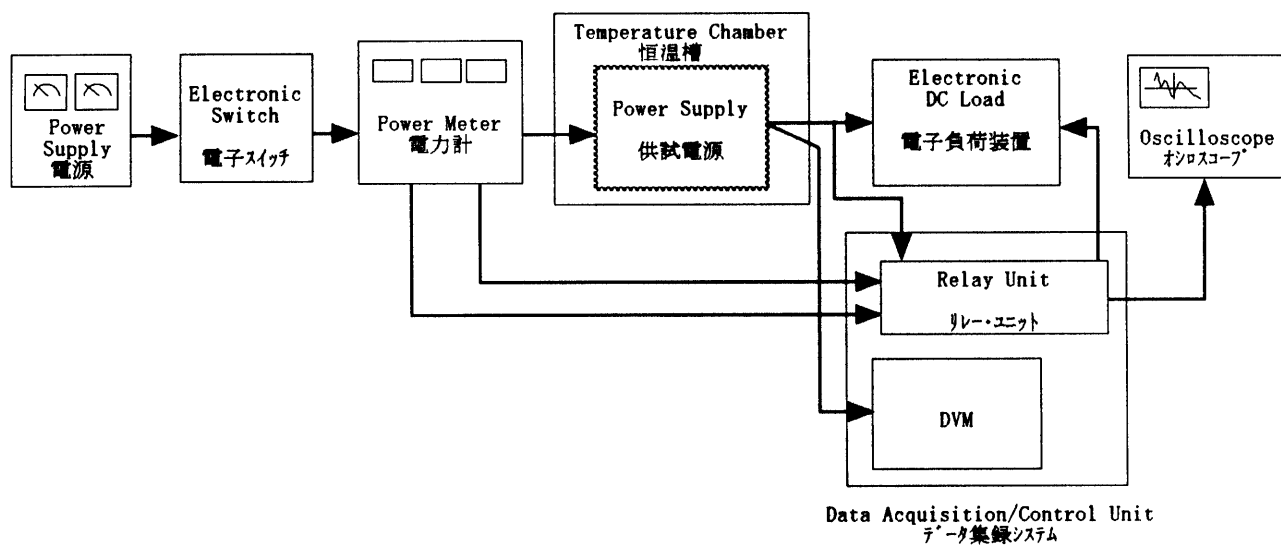 Power
Supply
電源
Electronic
Switch
電子スイッチ
Power Meter
電力計
Temperature Chamber
恒温槽
Power Supply
供試電源
Electronic
DC Load
電子負荷装置
Oscilloscope
オシロスコープ
Relay Unit
リレー・ユニット
DVM
Data Acquisition/Control Unit
データ集録システム